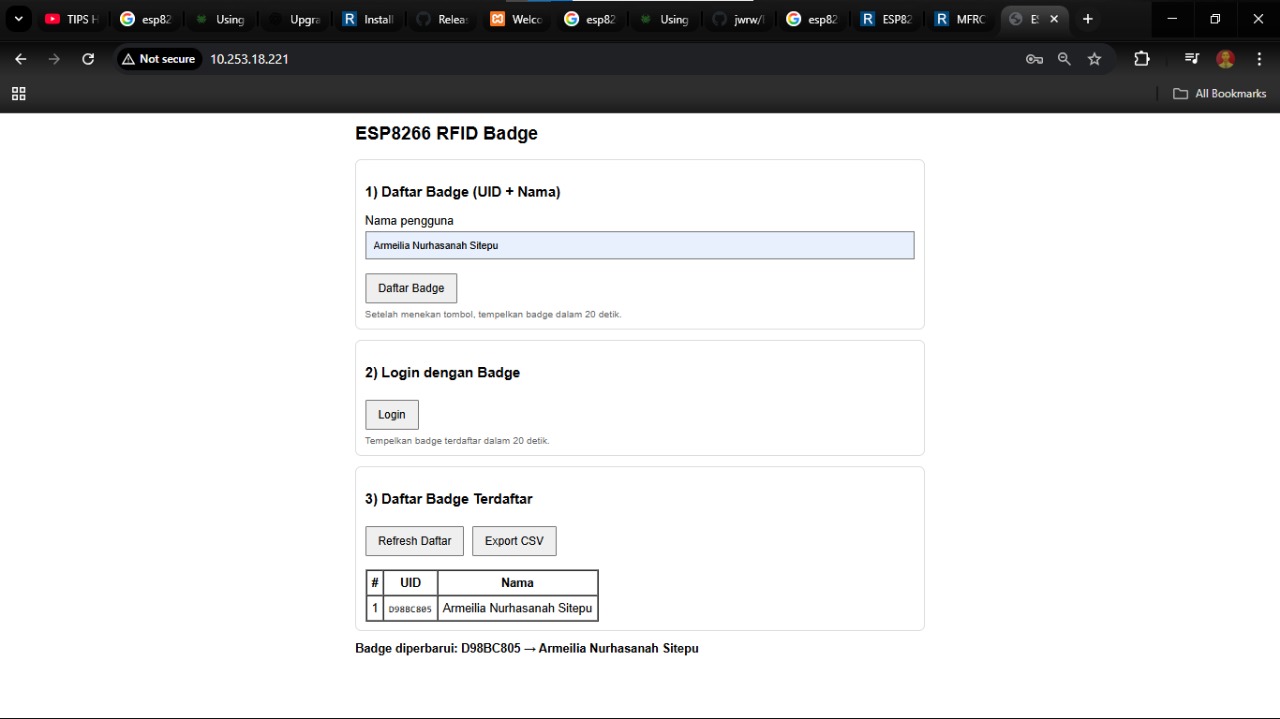 TIPS H
esp82
Using
Upgra
Install
Relea
Welco
esp82
Using
jwrw/
esp82
ESP82
MFRC
Not secure
10.253.18.221
All Bookmarks
ESP8266 RFID Badge
1) Daftar Badge (UID + Nama)
Nama pengguna
Armeilia Nurhasanah Sitepu
Daftar Badge
Setelah menekan tombol, tempelkan badge dalam 20 detik.
2) Login dengan Badge
Login
Tempelkan badge terdaftar dalam 20 detik.
3) Daftar Badge Terdaftar
Refresh Daftar Export CSV
# UID Nama
1 D98BC805 Armeilia Nurhasanah Sitepu
Badge diperbarui: D98BC805 → Armeilia Nurhasanah Sitepu